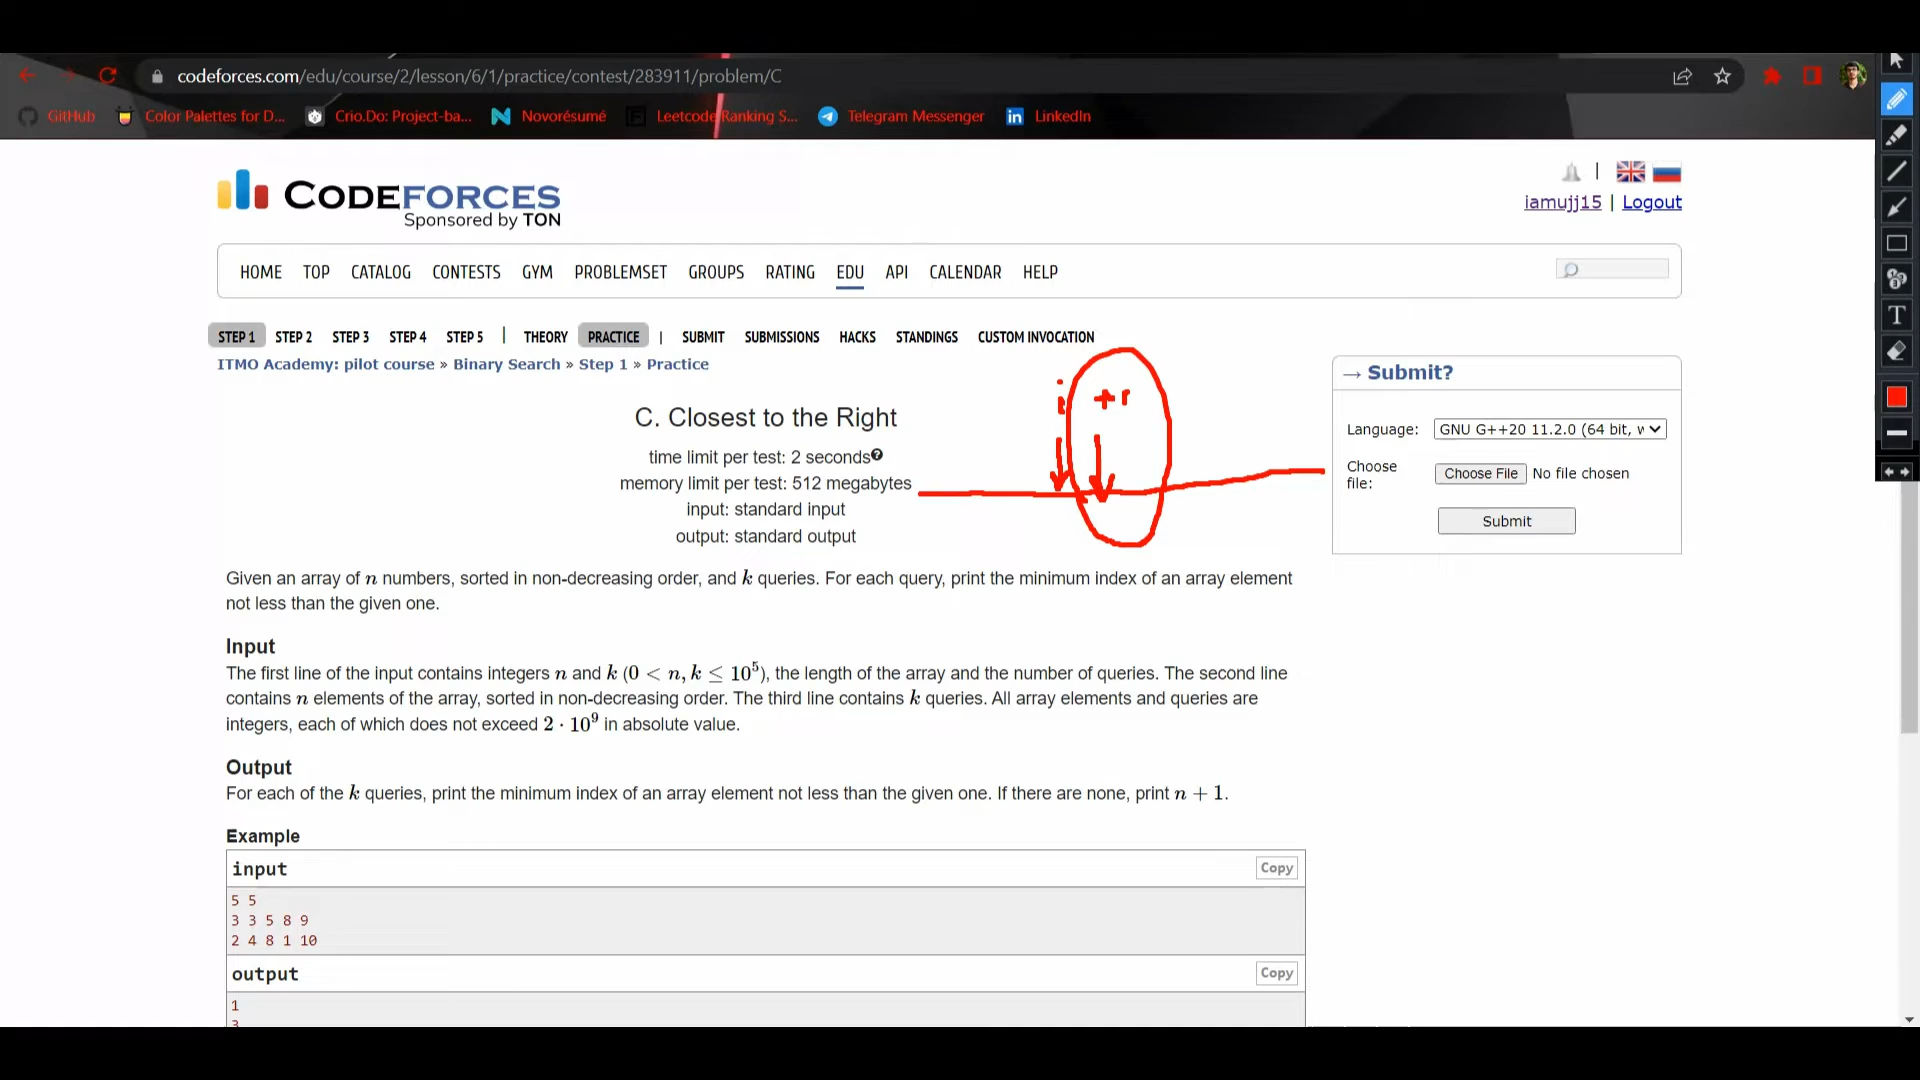 codeforces.com/edu/course/2/lesson/6/1/practice/contest/283911/problem/C
GitHub Color Palettes for D... Crio.Do: Project-ba... Novorésumé Leetcode Ranking S... Telegram Messenger LinkedIn
CODEFORCES
Sponsored by TON
iamujj15 | Logout
HOME TOP CATALOG CONTESTS GYM PROBLEMSET GROUPS RATING EDU API CALENDAR HELP
STEP 1 STEP 2 STEP 3 STEP 4 STEP 5 | THEORY PRACTICE | SUBMIT SUBMISSIONS HACKS STANDINGS CUSTOM INVOCATION
ITMO Academy: pilot course » Binary Search » Step 1 » Practice
→ Submit?
Language: GNU G++20 11.2.0 (64 bit, w
Choose file: Choose File No file chosen
Submit
C. Closest to the Right
time limit per test: 2 seconds
memory limit per test: 512 megabytes
input: standard input
output: standard output
i +r
Given an array of n numbers, sorted in non-decreasing order, and k queries. For each query, print the minimum index of an array element
not less than the given one.
Input
The first line of the input contains integers n and k (0 < n, k ≤ 10⁵), the length of the array and the number of queries. The second line
contains n elements of the array, sorted in non-decreasing order. The third line contains k queries. All array elements and queries are
integers, each of which does not exceed 2 · 10⁹ in absolute value.
Output
For each of the k queries, print the minimum index of an array element not less than the given one. If there are none, print n + 1.
Example
input Copy
5 5
3 3 5 8 9
2 4 8 1 10
output Copy
1
3
T